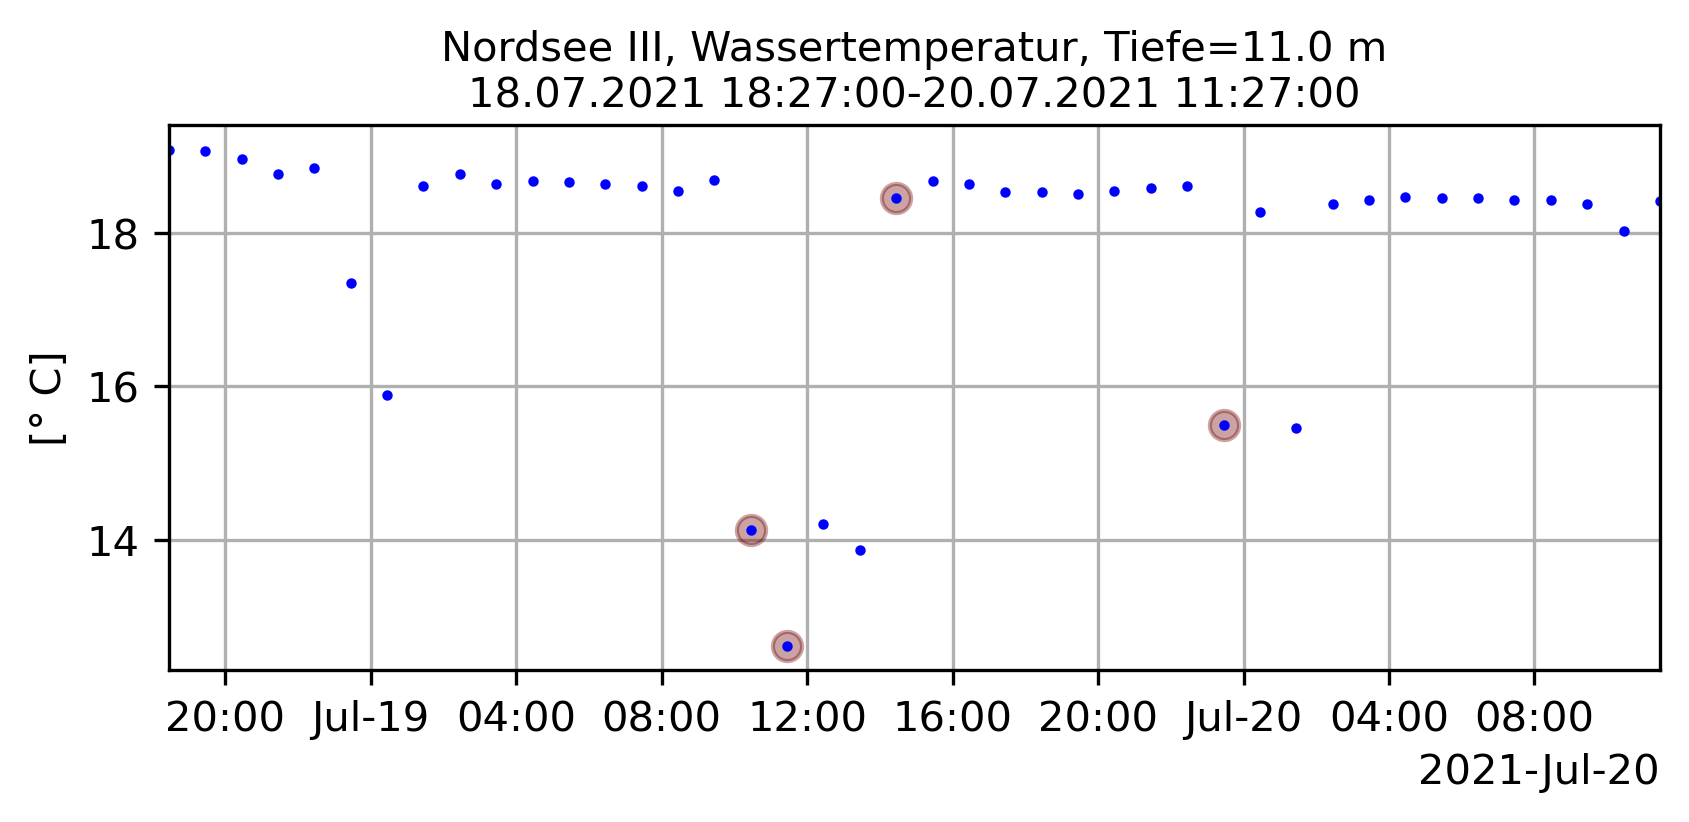 Nordsee III, Wassertemperatur, Tiefe=11.0 m
18.07.2021 18:27:00-20.07.2021 11:27:00
[° C]
18
16
14
20:00 Jul-19 04:00 08:00 12:00 16:00 20:00 Jul-20 04:00 08:00
2021-Jul-20